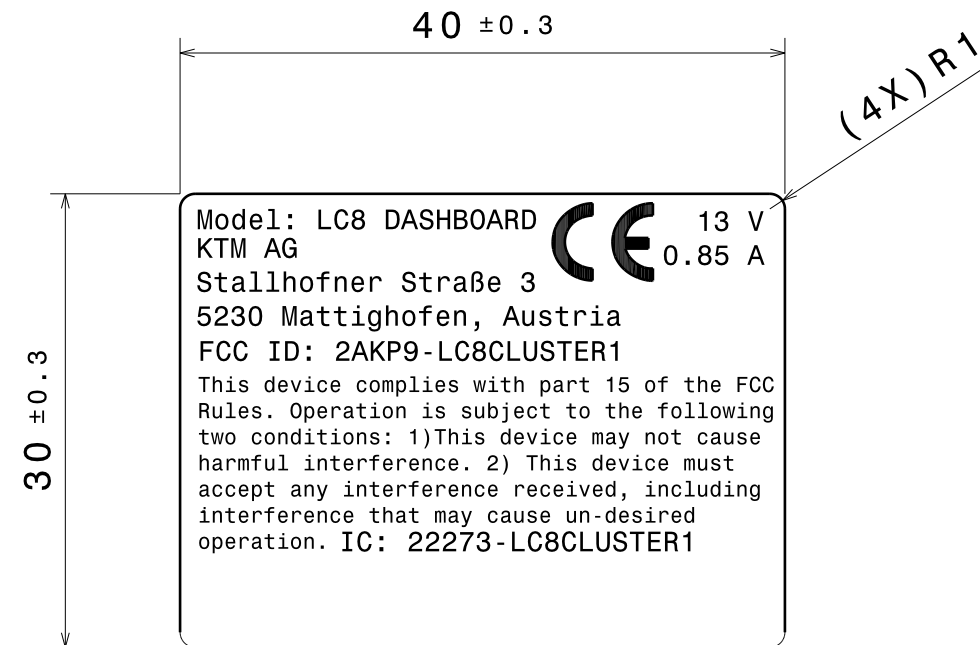 40 ±0.3
(4X) R 1
30 ±0.3
Model: LC8 DASHBOARD CE 13 V
KTM AG 0.85 A
Stallhofner Straße 3
5230 Mattighofen, Austria
FCC ID: 2AKP9-LC8CLUSTER1
This device complies with part 15 of the FCC
Rules. Operation is subject to the following
two conditions: 1)This device may not cause
harmful interference. 2) This device must
accept any interference received, including
interference that may cause un-desired
operation. IC: 22273-LC8CLUSTER1